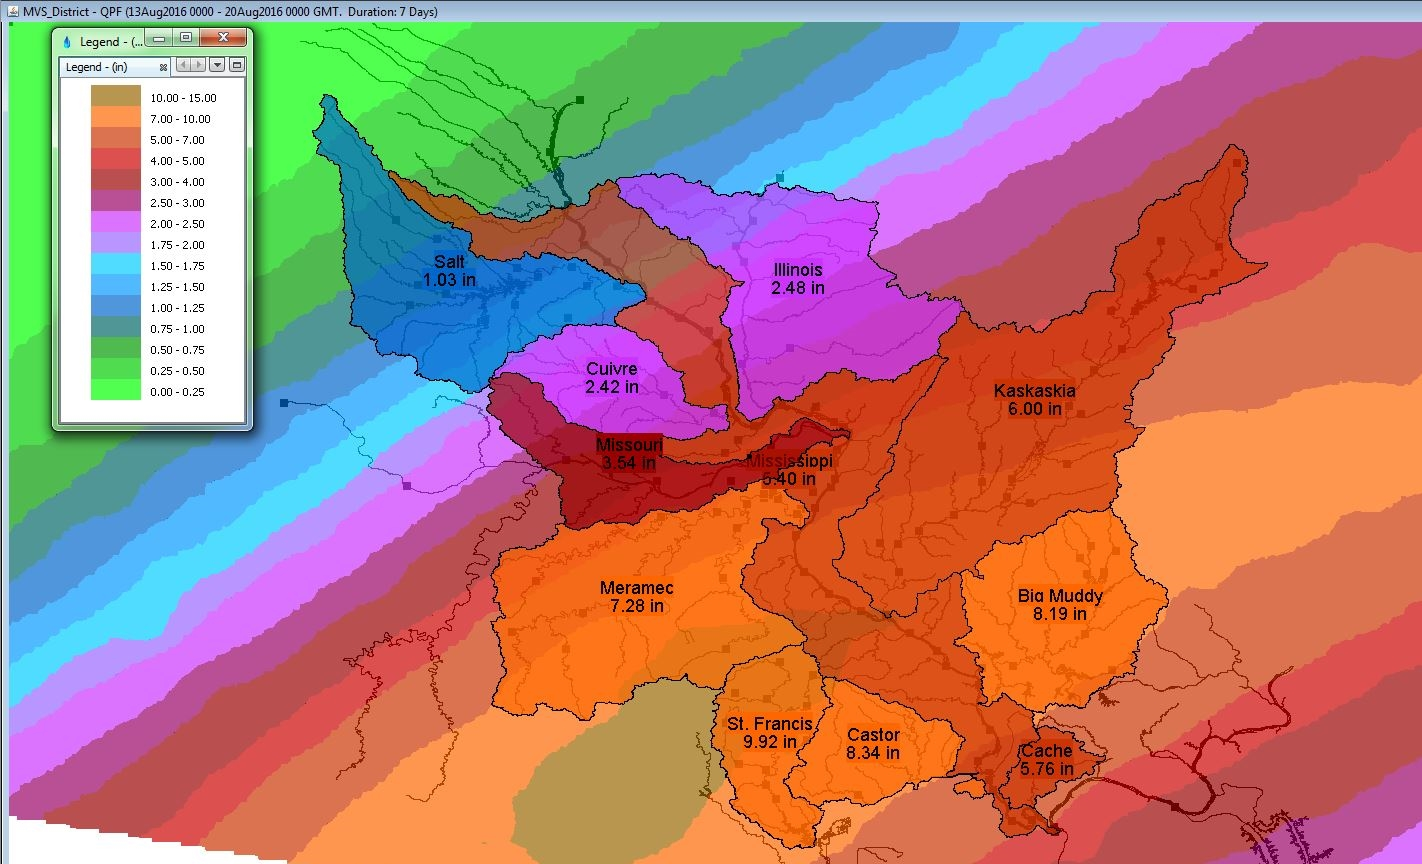 MVS_District - QPF (13Aug2016 0000 - 20Aug2016 0000 GMT. Duration: 7 Days)
Legend - (...
Legend - (in)
10.00 - 15.00
7.00 - 10.00
5.00 - 7.00
4.00 - 5.00
3.00 - 4.00
2.50 - 3.00
2.00 - 2.50
1.75 - 2.00
1.50 - 1.75
1.25 - 1.50
1.00 - 1.25
0.75 - 1.00
0.50 - 0.75
0.25 - 0.50
0.00 - 0.25
Salt
1.03 in
Illinois
2.48 in
Cuivre
2.42 in
Kaskaskia
6.00 in
Missouri
3.54 in
Mississippi
5.40 in
Meramec
7.28 in
Big Muddy
8.19 in
St. Francis
9.92 in
Castor
8.34 in
Cache
5.76 in